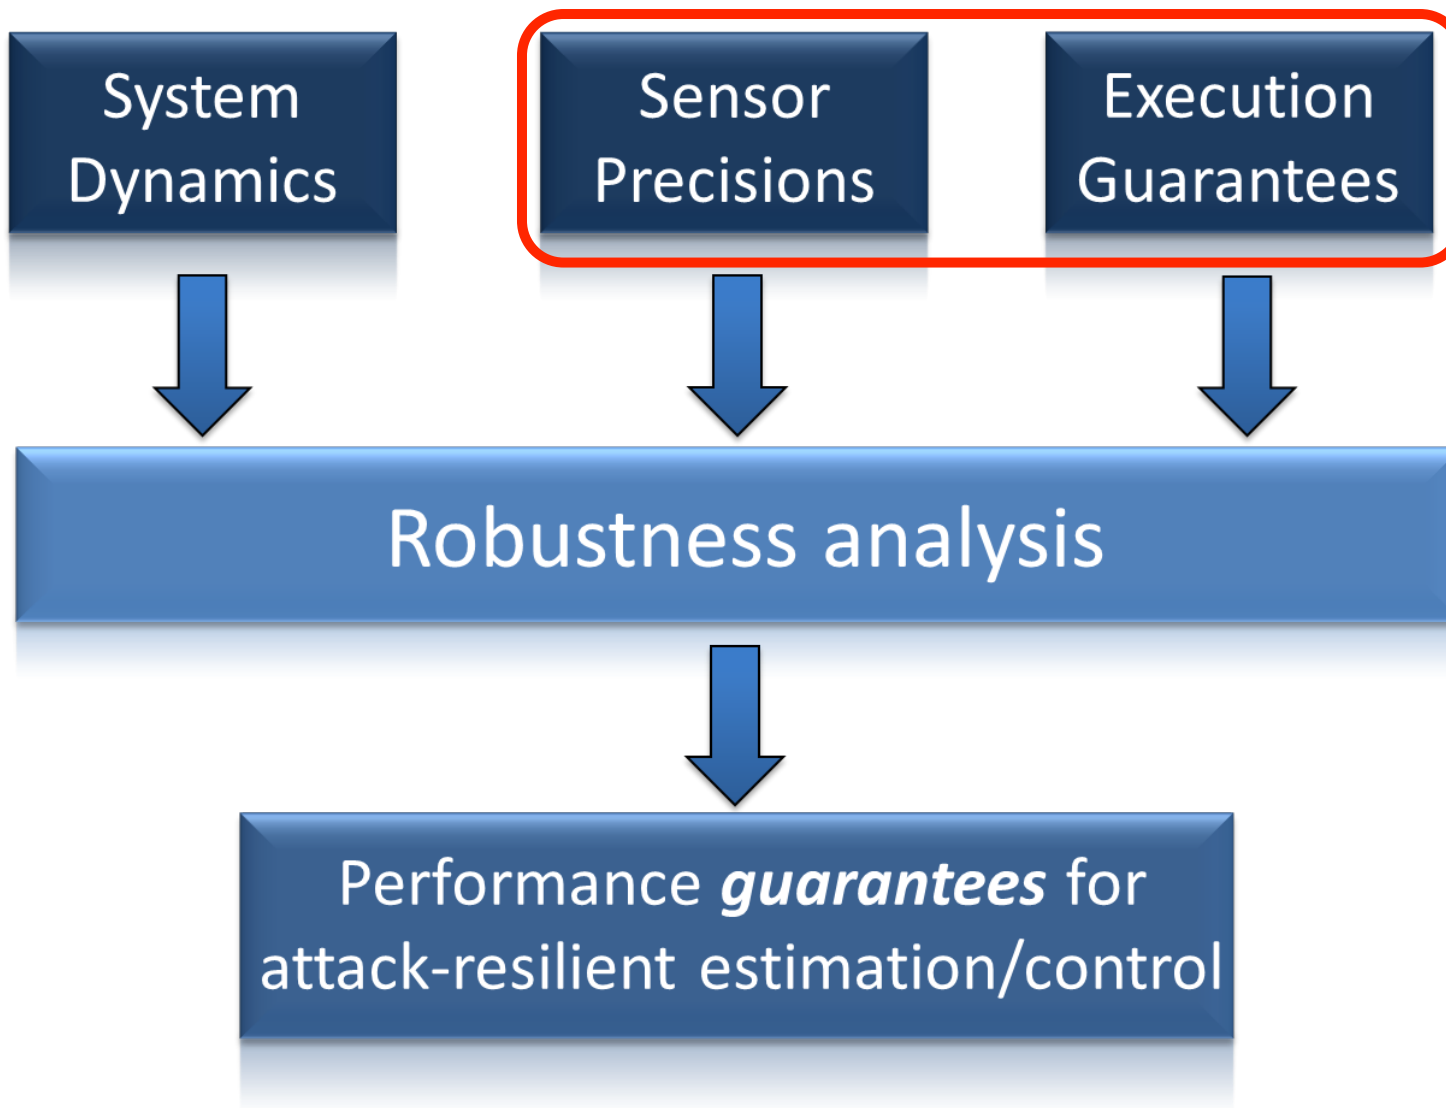 System
Dynamics
Sensor
Precisions
Execution
Guarantees
Robustness analysis
Performance guarantees for
attack-resilient estimation/control